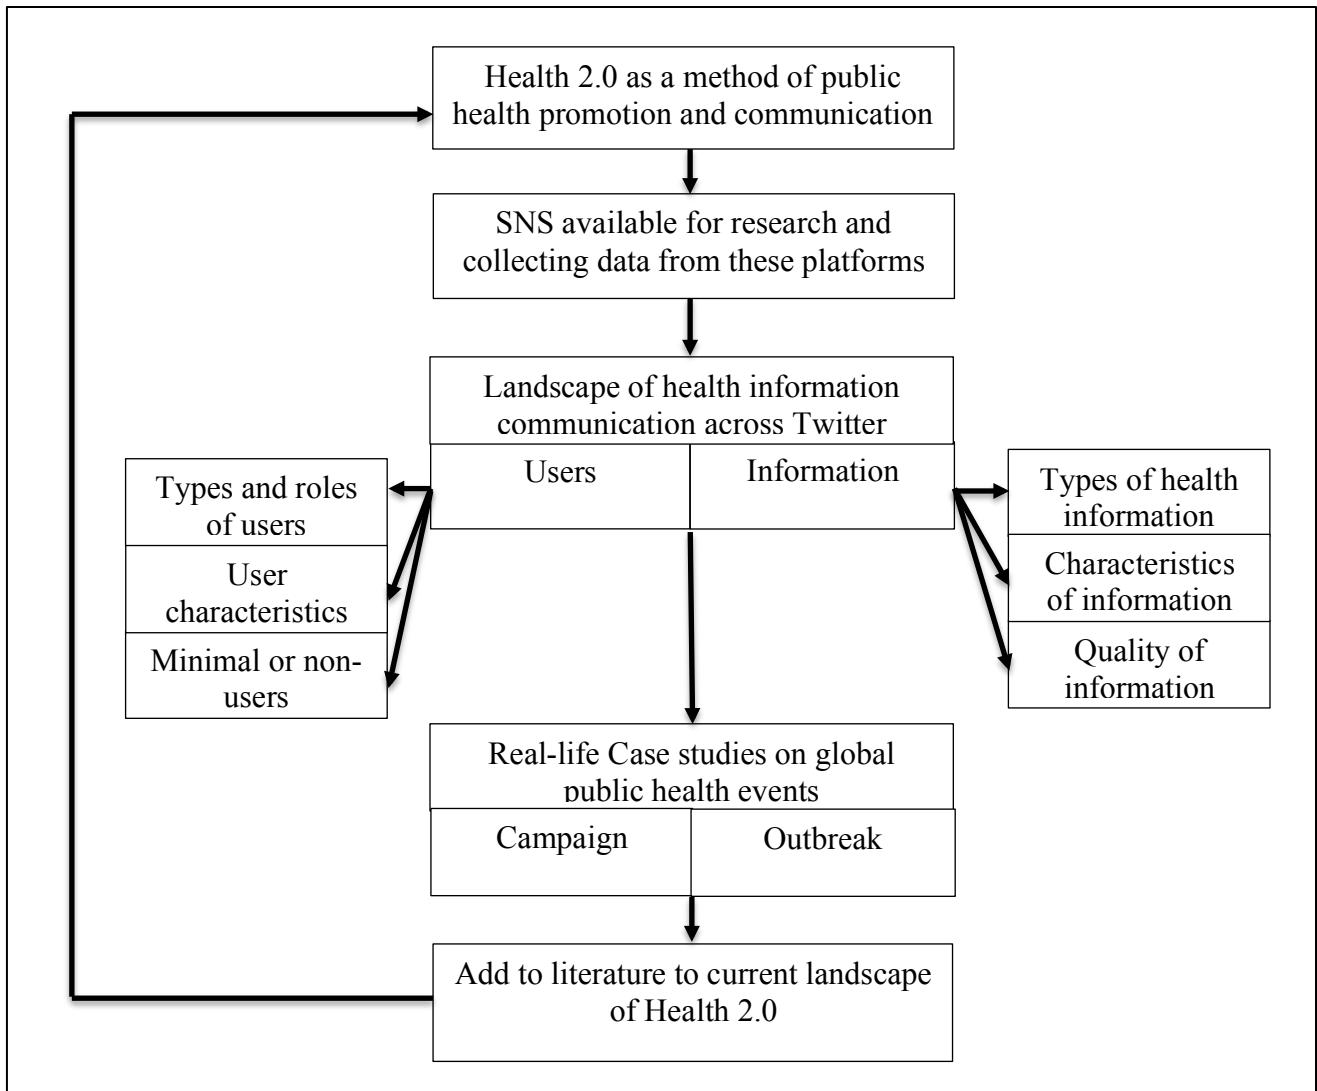 Health 2.0 as a method of public
health promotion and communication
SNS available for research and
collecting data from these platforms
Landscape of health information
communication across Twitter
Users
Information
Types and roles
of users
User
characteristics
Minimal or non-
users
Types of health
information
Characteristics
of information
Quality of
information
Real-life Case studies on global
public health events
Campaign
Outbreak
Add to literature to current landscape
of Health 2.0